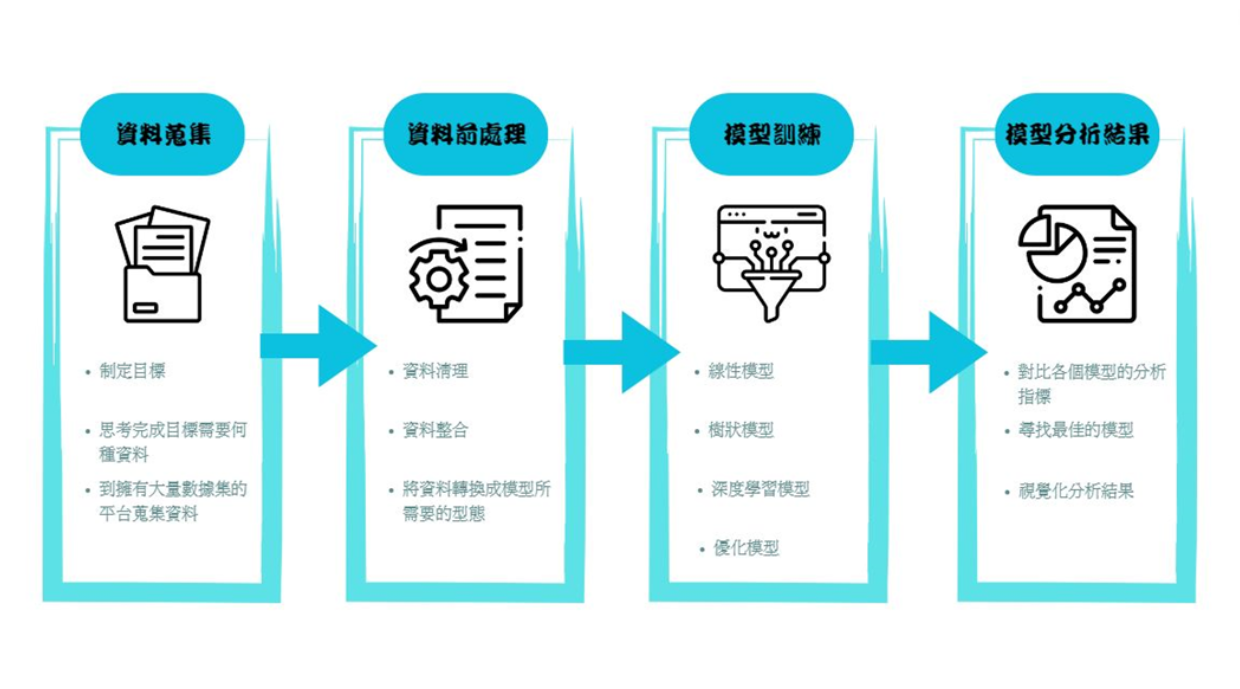 資料蒐集
• 制定目標
• 思考完成目標需要何
種資料
• 到擁有大量數據集的
平台蒐集資料
資料前處理
• 資料清理
• 資料整合
• 將資料轉換成模型所
需要的型態
模型訓練
• 線性模型
• 樹狀模型
• 深度學習模型
• 優化模型
模型分析結果
• 對比各個模型的分析
指標
• 尋找最佳的模型
• 視覺化分析結果